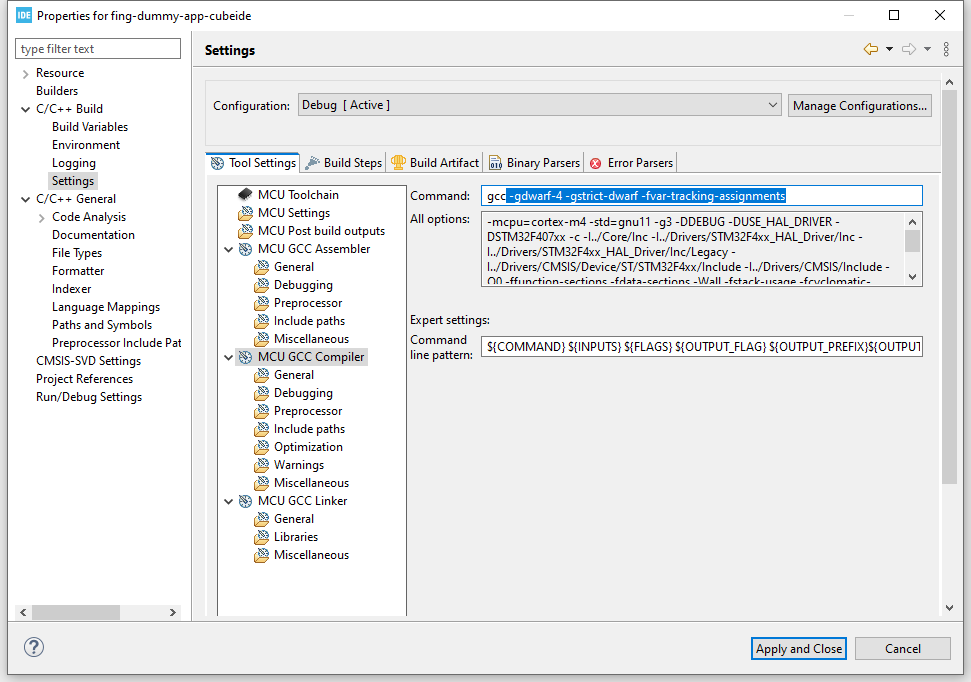 IDE Properties for fing-dummy-app-cubeide
type filter text
Resource
Builders
C/C++ Build
Build Variables
Environment
Logging
Settings
C/C++ General
Code Analysis
Documentation
File Types
Formatter
Indexer
Language Mappings
Paths and Symbols
Preprocessor Include Pat
CMSIS-SVD Settings
Project References
Run/Debug Settings
Settings
Configuration:
Debug [ Active ]
Manage Configurations...
Tool Settings
Build Steps
Build Artifact
010 Binary Parsers
Error Parsers
MCU Toolchain
MCU Settings
MCU Post build outputs
MCU GCC Assembler
General
Debugging
Preprocessor
Include paths
Miscellaneous
MCU GCC Compiler
General
Debugging
Preprocessor
Include paths
Optimization
Warnings
Miscellaneous
MCU GCC Linker
General
Libraries
Miscellaneous
Command:
gcc -gdwarf-4 -gstrict-dwarf -fvar-tracking-assignments
All options:
-mcpu=cortex-m4 -std=gnu11 -g3 -DDEBUG -DUSE_HAL_DRIVER -
DSTM32F407xx -c -I../Core/Inc -I../Drivers/STM32F4xx_HAL_Driver/Inc -
I../Drivers/STM32F4xx_HAL_Driver/Inc/Legacy -
I../Drivers/CMSIS/Device/ST/STM32F4xx/Include -I../Drivers/CMSIS/Include -
O0 -ffunction-sections -fdata-sections -Wall -fstack-usage -fcyclomatic-
Expert settings:
Command
line pattern:
${COMMAND} ${INPUTS} ${FLAGS} ${OUTPUT_FLAG} ${OUTPUT_PREFIX}${OUTPUT
?
Apply and Close
Cancel